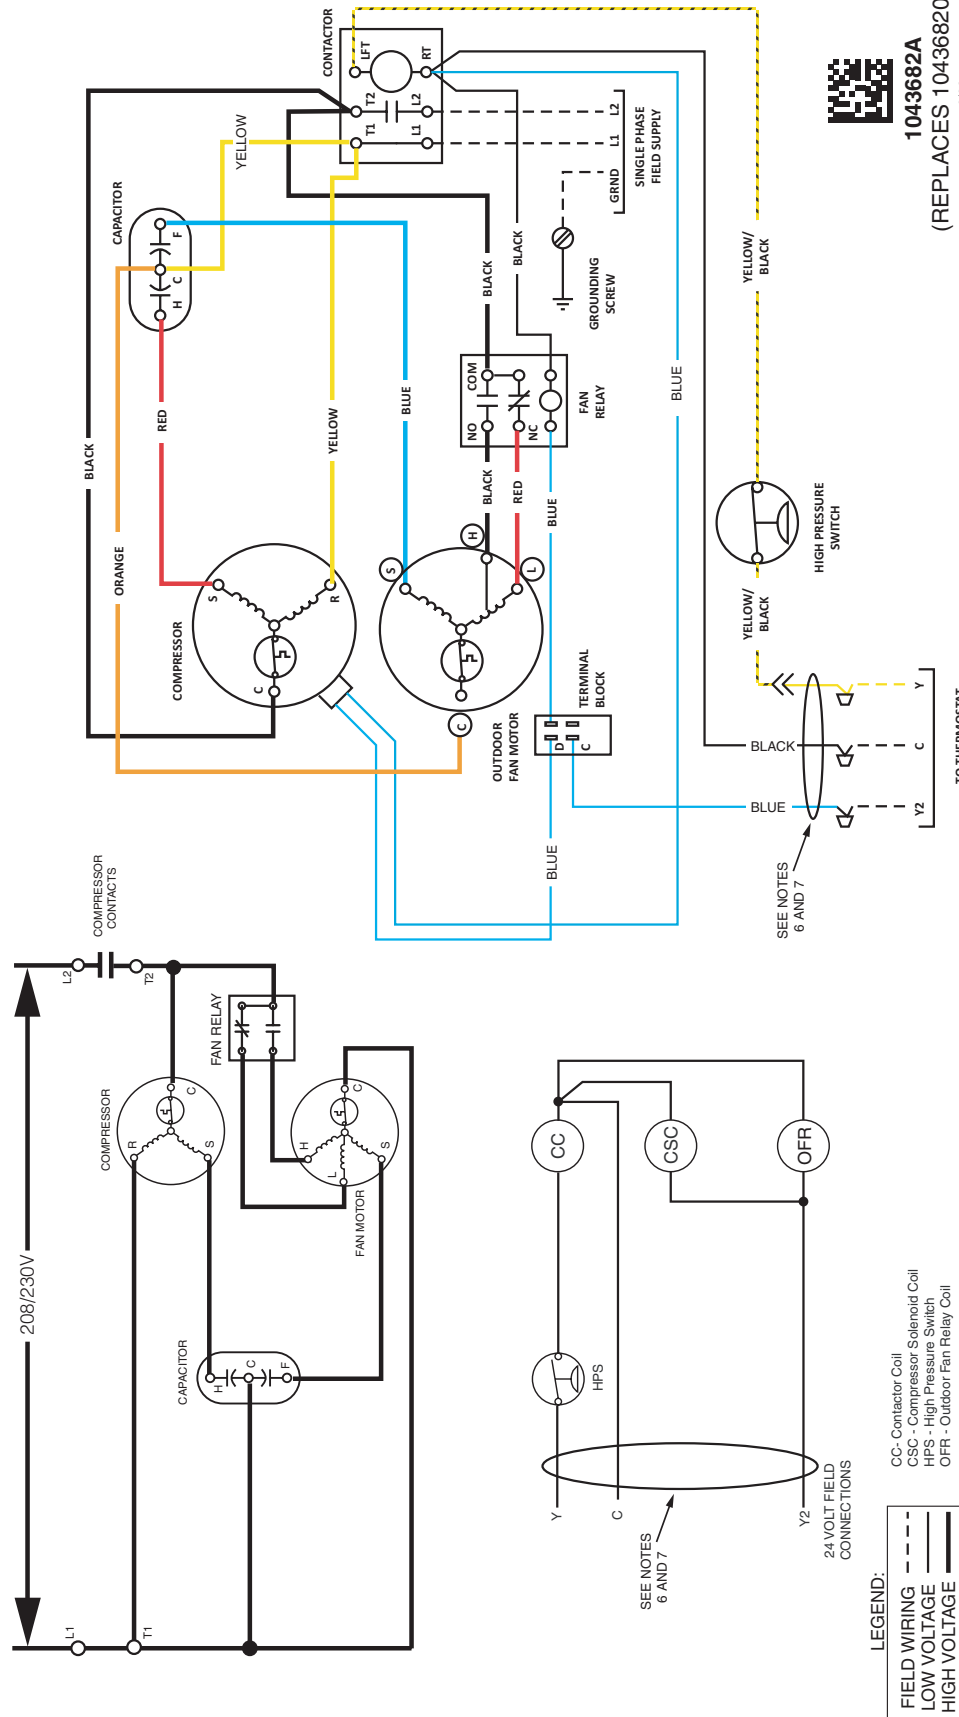 208/230V
L1
T1
L2
T2
COMPRESSOR
CONTACTS
COMPRESSOR
R
S
C
FAN RELAY
H
L
C
S
FAN MOTOR
CAPACITOR
H
C
F
Y
C
Y2
HPS
CC
CSC
OFR
SEE NOTES
6 AND 7
24 VOLT FIELD
CONNECTIONS
CC- Contactor Coil
CSC - Compressor Solenoid Coil
HPS - High Pressure Switch
OFR - Outdoor Fan Relay Coil
LEGEND:
FIELD WIRING
LOW VOLTAGE
HIGH VOLTAGE
BLACK
ORANGE
RED
CAPACITOR
H
C
F
YELLOW
CONTACTOR
LFT
RT
T2
L2
T1
L1
COMPRESSOR
S
R
C
YELLOW
BLUE
BLACK
BLACK
GRND
L1
L2
SINGLE PHASE
FIELD SUPPLY
GROUNDING
SCREW
COM
NO
NC
FAN
RELAY
BLACK
RED
BLUE
S
H
L
C
OUTDOOR
FAN MOTOR
TERMINAL
BLOCK
D
C
BLUE
BLUE
BLUE
BLACK
YELLOW/
BLACK
YELLOW/
BLACK
HIGH PRESSURE
SWITCH
SEE NOTES
6 AND 7
Y
C
Y2
TO THERMOSTAT
1043682A
(REPLACES 10436820